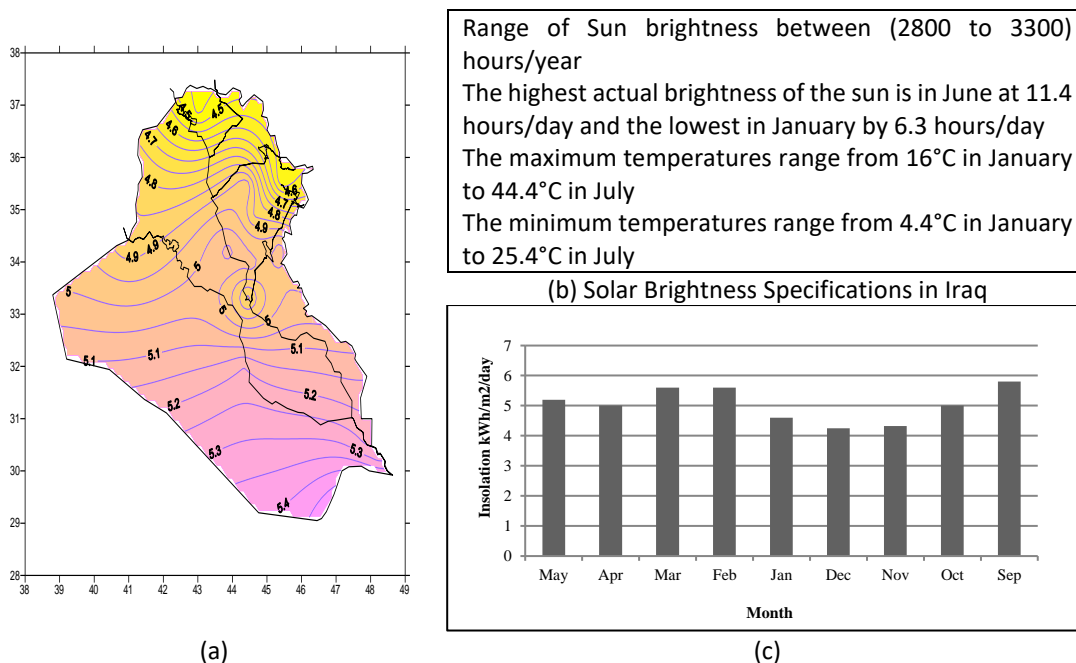 38
37
36
35
34
33
32
31
30
29
28
38 39 40 41 42 43 44 45 46 47 48 49
4.5
4.5
4.6
4.7
4.8
4.6
4.7
4.8
4.9
4.9
4.9
5
5
5
5
5.1
5.1
5.1
5.2
5.2
5.3
5.3
5.4
(a)
Range of Sun brightness between (2800 to 3300)
hours/year
The highest actual brightness of the sun is in June at 11.4
hours/day and the lowest in January by 6.3 hours/day
The maximum temperatures range from 16°C in January
to 44.4°C in July
The minimum temperatures range from 4.4°C in January
to 25.4°C in July
(b) Solar Brightness Specifications in Iraq
Insolation kWh/m2/day
7
6
5
4
3
2
1
0
May Apr Mar Feb Jan Dec Nov Oct Sep
Month
(c)